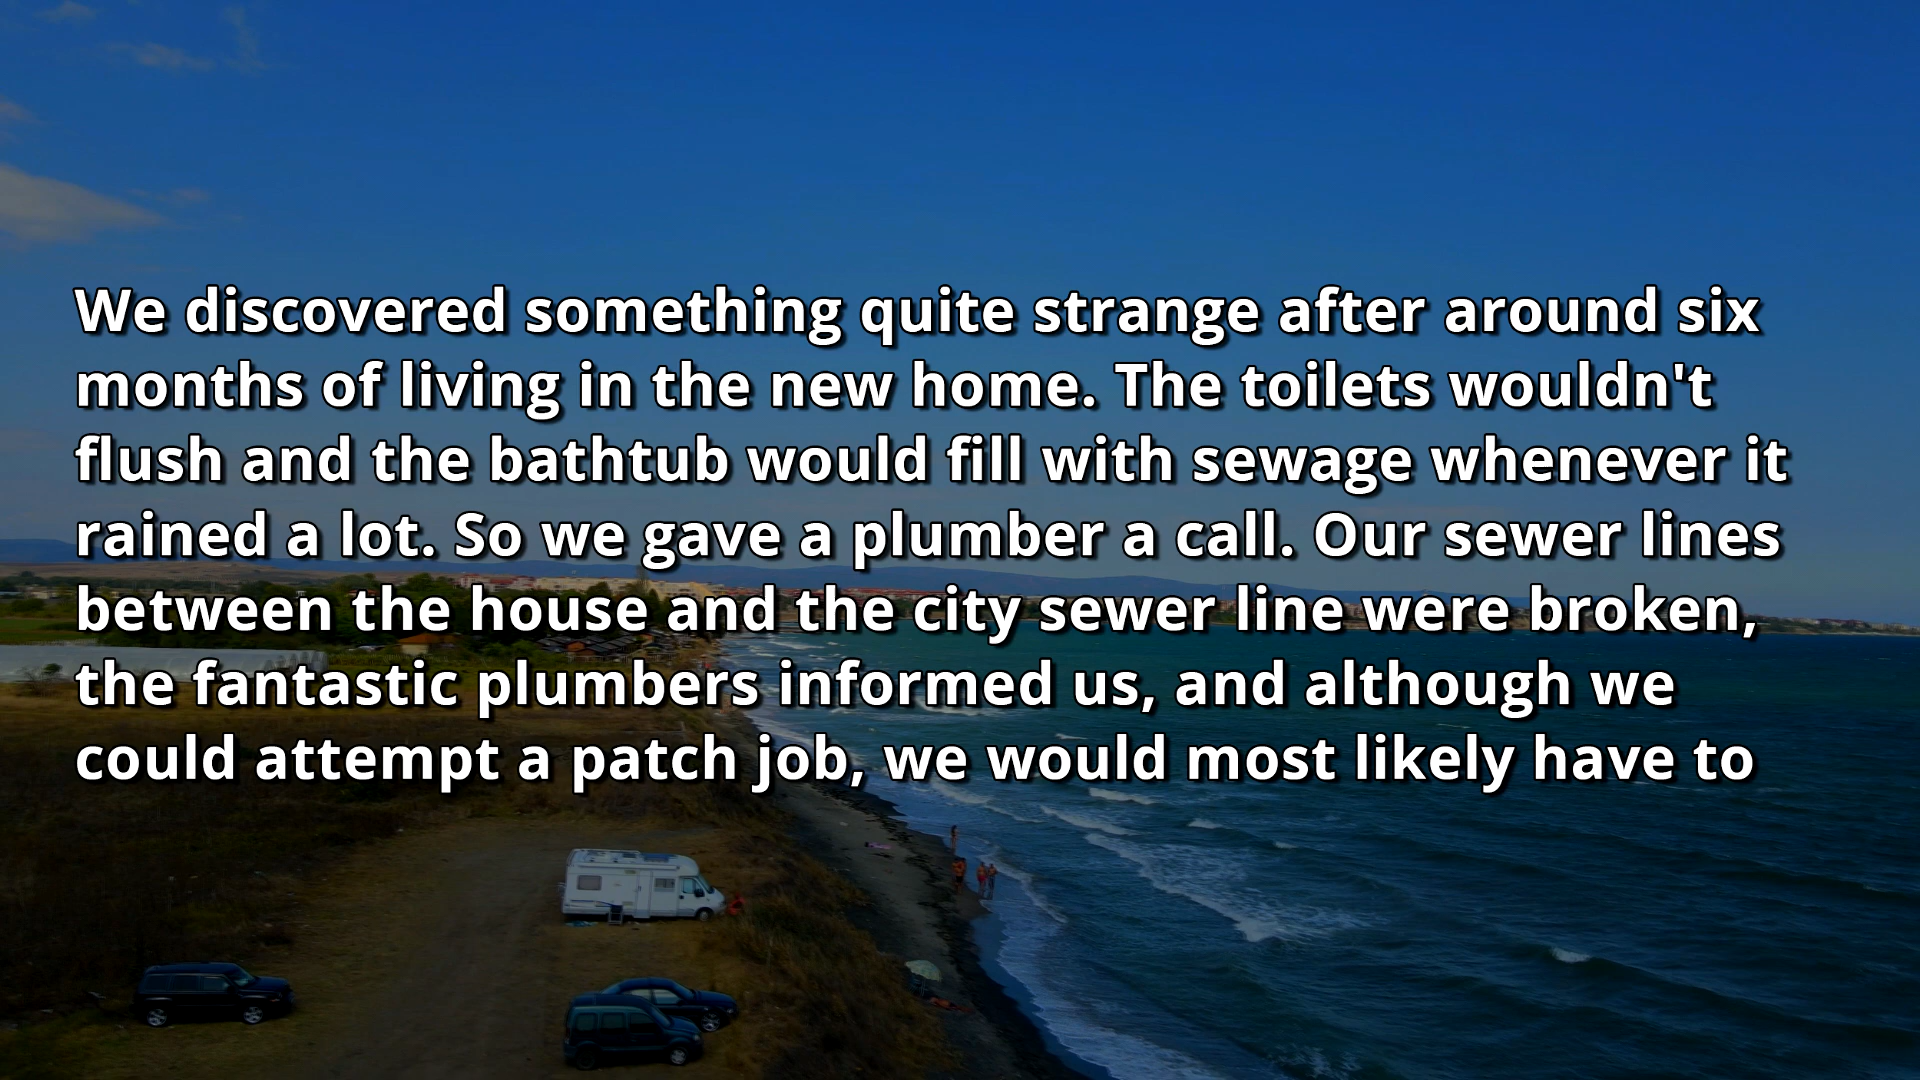 We discovered something quite strange after around six
months of living in the new home. The toilets wouldn't
flush and the bathtub would fill with sewage whenever it
rained a lot. So we gave a plumber a call. Our sewer lines
between the house and the city sewer line were broken,
the fantastic plumbers informed us, and although we
could attempt a patch job, we would most likely have to